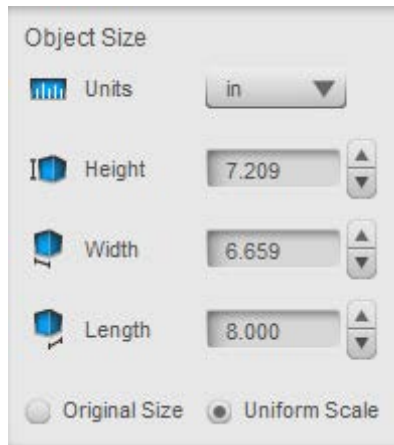 Object Size
Units in
Height 7.209
Width 6.659
Length 8.000
Original Size Uniform Scale